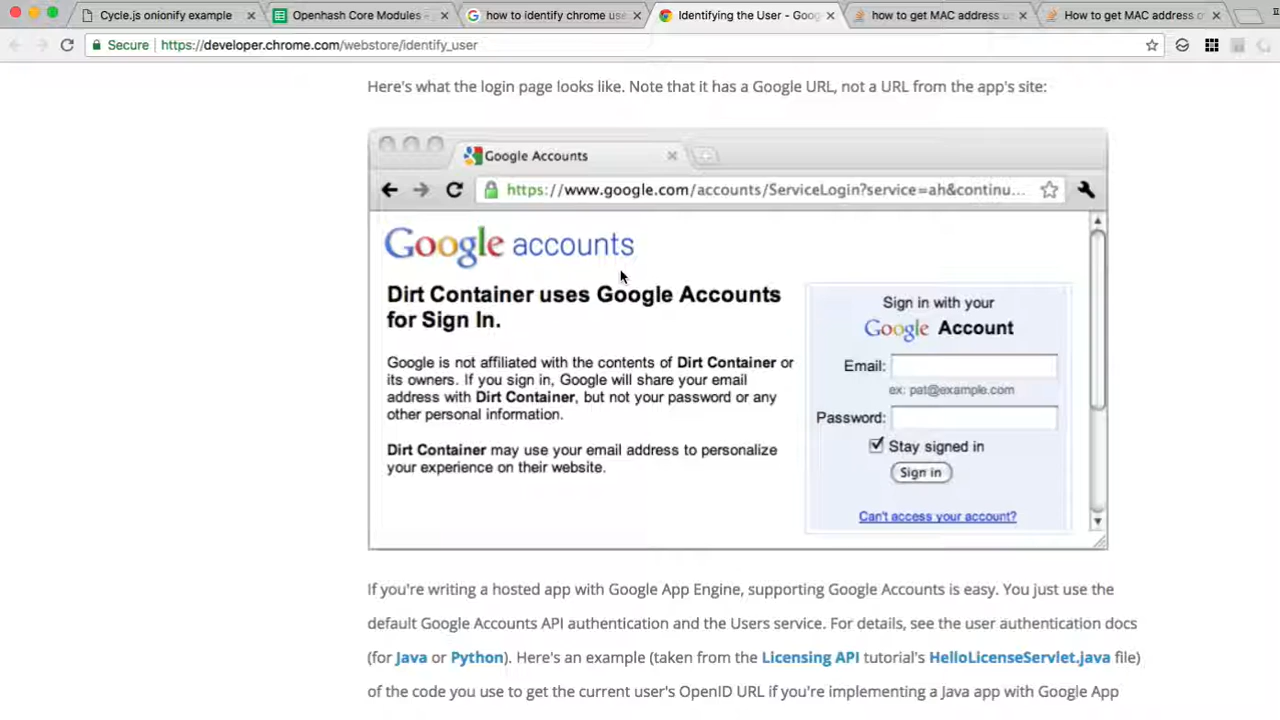 Cycle.js onionify example
Openhash Core Modules -
how to identify chrome use
Identifying the User - Goog
how to get MAC address u
How to get MAC address o
Secure https://developer.chrome.com/webstore/identify_user
Here's what the login page looks like. Note that it has a Google URL, not a URL from the app's site:
Google Accounts
https://www.google.com/accounts/ServiceLogin?service=ah&continu...
Google accounts
Dirt Container uses Google Accounts
for Sign In.
Google is not affiliated with the contents of Dirt Container or
its owners. If you sign in, Google will share your email
address with Dirt Container, but not your password or any
other personal information.
Dirt Container may use your email address to personalize
your experience on their website.
Sign in with your
Google Account
Email:
ex: pat@example.com
Password:
Stay signed in
Sign in
Can't access your account?
If you're writing a hosted app with Google App Engine, supporting Google Accounts is easy. You just use the
default Google Accounts API authentication and the Users service. For details, see the user authentication docs
(for Java or Python). Here's an example (taken from the Licensing API tutorial's HelloLicenseServlet.java file)
of the code you use to get the current user's OpenID URL if you're implementing a Java app with Google App